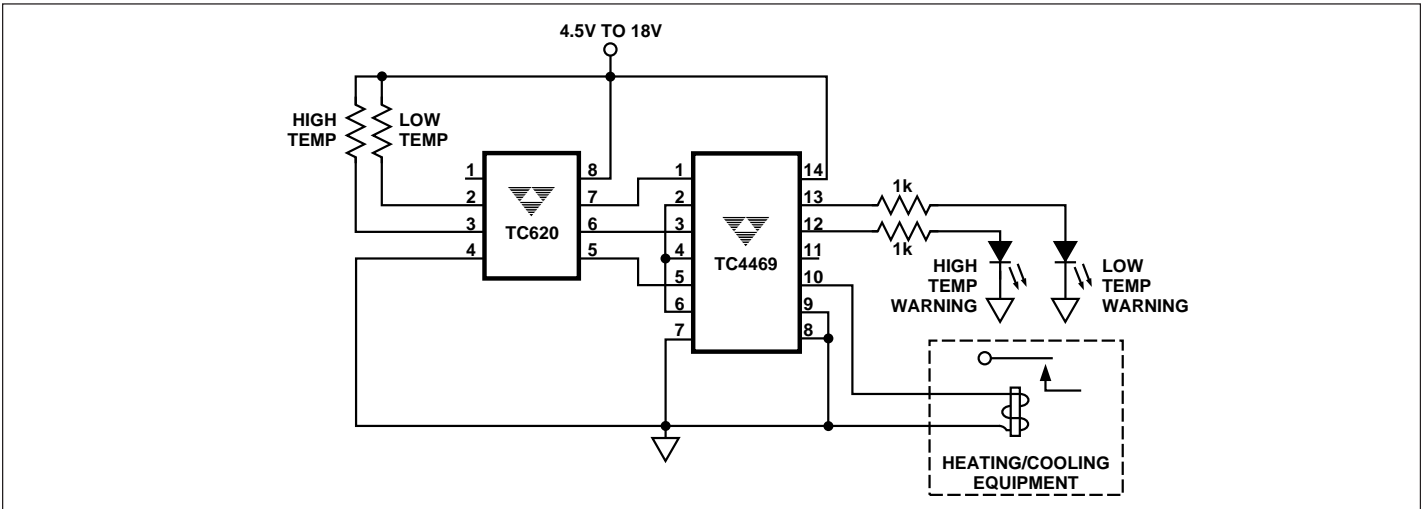 4.5V TO 18V
HIGH
TEMP
LOW
TEMP
1
2
3
4
8
7
6
5
TC620
1
2
3
4
5
6
7
14
13
12
11
10
9
8
TC4469
1k
1k
HIGH
TEMP
WARNING
LOW
TEMP
WARNING
HEATING/COOLING
EQUIPMENT